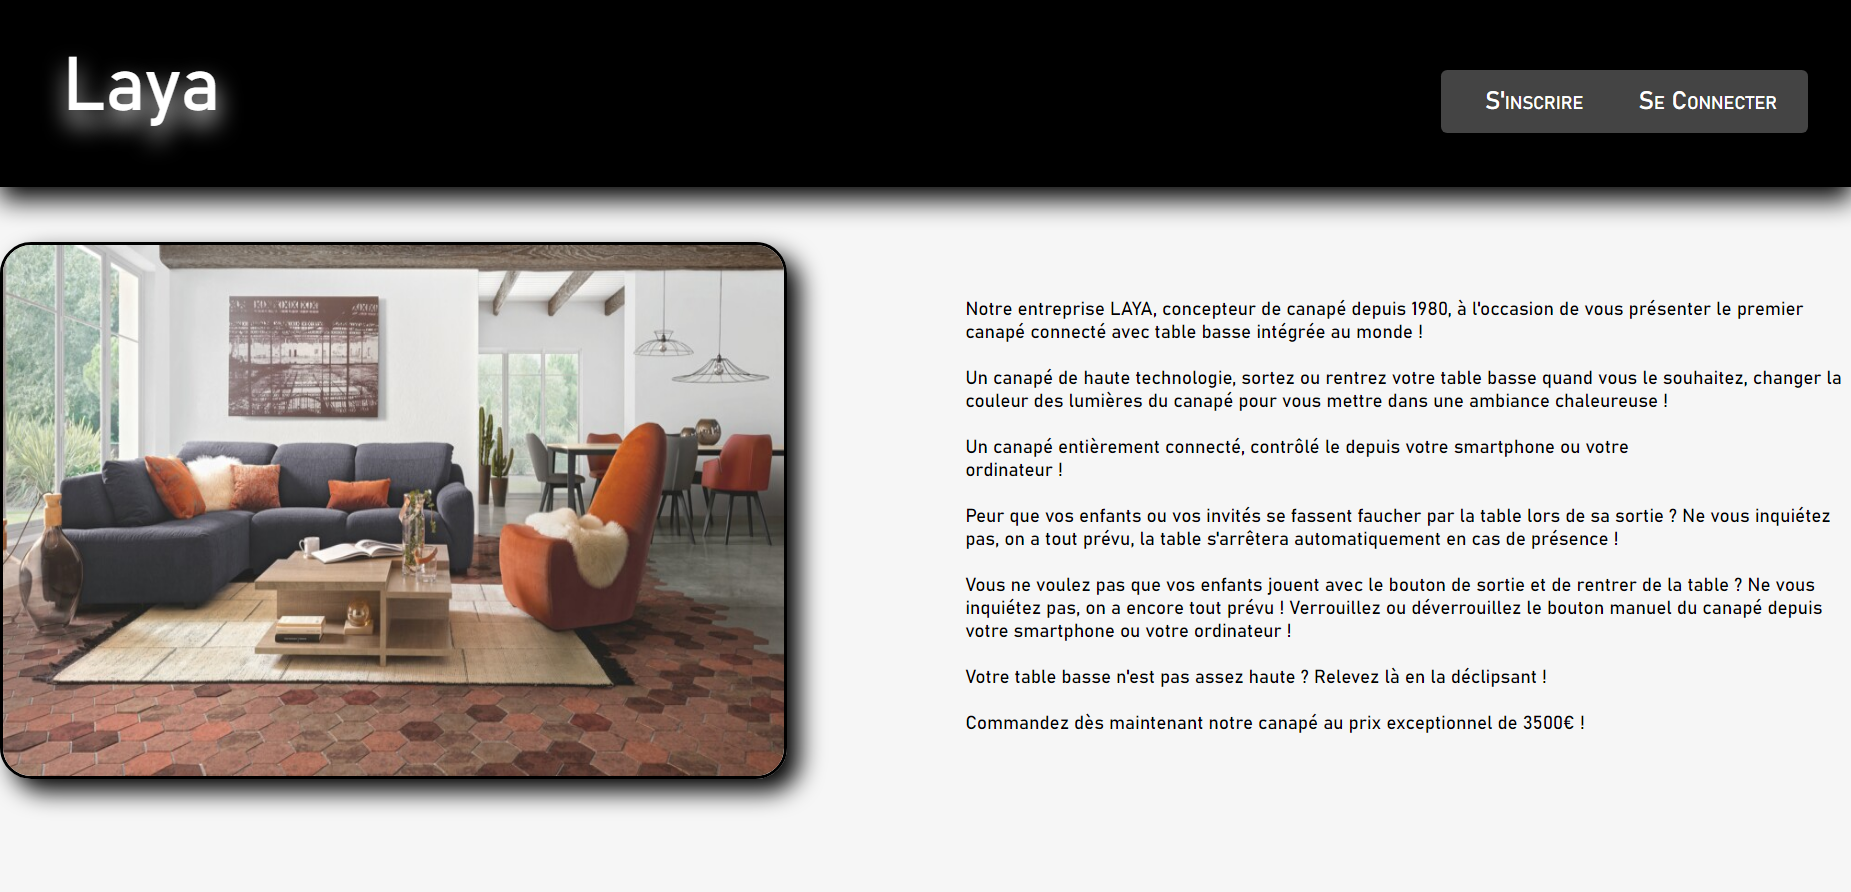 Laya
S'inscrire
Se Connecter
Notre entreprise LAYA, concepteur de canapé depuis 1980, à l'occasion de vous présenter le premier
canapé connecté avec table basse intégrée au monde !
Un canapé de haute technologie, sortez ou rentrez votre table basse quand vous le souhaitez, changer la
couleur des lumières du canapé pour vous mettre dans une ambiance chaleureuse !
Un canapé entièrement connecté, contrôlé le depuis votre smartphone ou votre
ordinateur !
Peur que vos enfants ou vos invités se fassent faucher par la table lors de sa sortie ? Ne vous inquiétez
pas, on a tout prévu, la table s'arrêtera automatiquement en cas de présence !
Vous ne voulez pas que vos enfants jouent avec le bouton de sortie et de rentrer de la table ? Ne vous
inquiétez pas, on a encore tout prévu ! Verrouillez ou déverrouillez le bouton manuel du canapé depuis
votre smartphone ou votre ordinateur !
Votre table basse n'est pas assez haute ? Relevez là en la déclipsant !
Commandez dès maintenant notre canapé au prix exceptionnel de 3500€ !